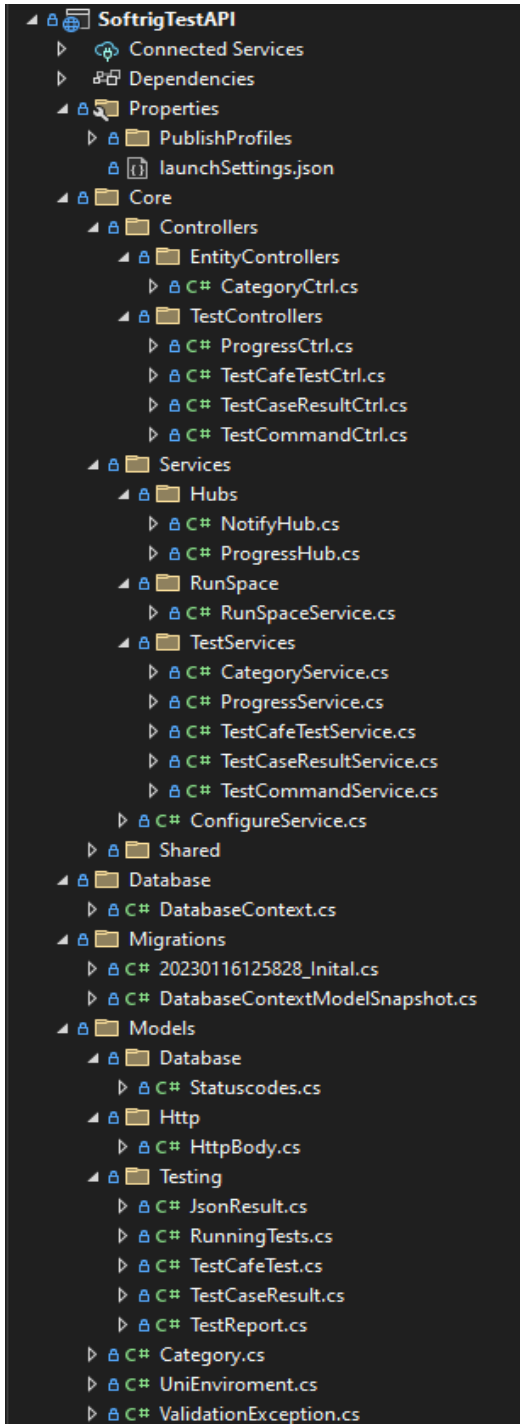 SoftrigTestAPI
Connected Services
Dependencies
Properties
PublishProfiles
launchSettings.json
Core
Controllers
EntityControllers
C# CategoryCtrl.cs
TestControllers
C# ProgressCtrl.cs
C# TestCafeTestCtrl.cs
C# TestCaseResultCtrl.cs
C# TestCommandCtrl.cs
Services
Hubs
C# NotifyHub.cs
C# ProgressHub.cs
RunSpace
C# RunSpaceService.cs
TestServices
C# CategoryService.cs
C# ProgressService.cs
C# TestCafeTestService.cs
C# TestCaseResultService.cs
C# TestCommandService.cs
C# ConfigureService.cs
Shared
Database
C# DatabaseContext.cs
Migrations
C# 20230116125828_Inital.cs
C# DatabaseContextModelSnapshot.cs
Models
Database
C# Statuscodes.cs
Http
C# HttpBody.cs
Testing
C# JsonResult.cs
C# RunningTests.cs
C# TestCafeTest.cs
C# TestCaseResult.cs
C# TestReport.cs
C# Category.cs
C# UniEnviroment.cs
C# ValidationException.cs